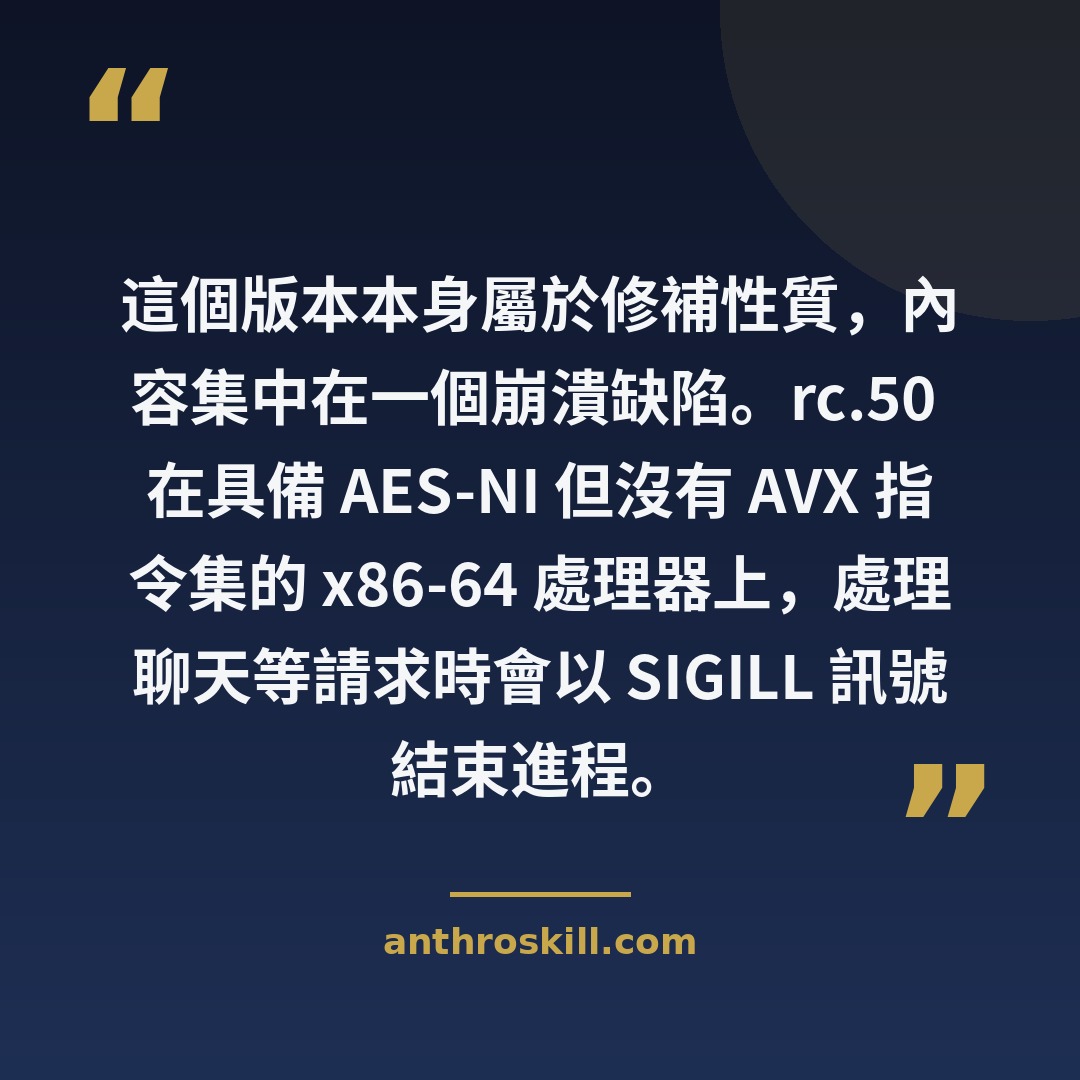 “
這個版本本身屬於修補性質，內
容集中在一個崩潰缺陷。rc.50
在具備 AES-NI 但沒有 AVX 指
令集的 x86-64 處理器上，處理
聊天等請求時會以 SIGILL 訊號
結束進程。
”
anthroskill.com